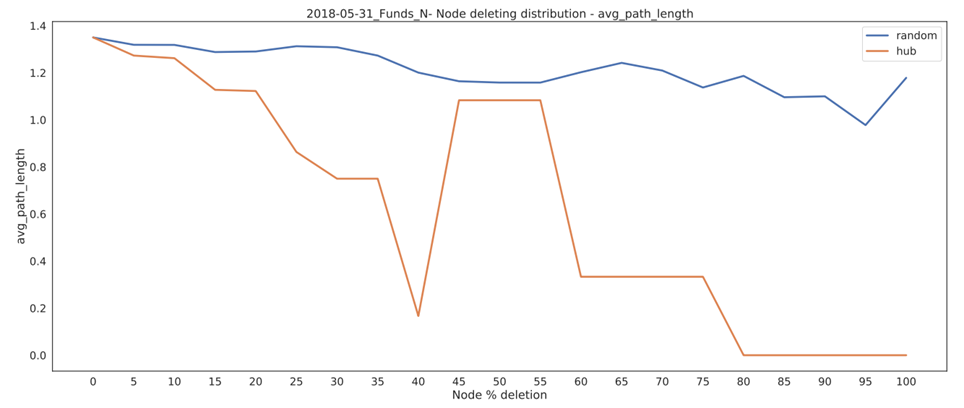 2018-05-31_Funds_N- Node deleting distribution - avg_path_length
random
hub
avg_path_length
1.4
1.2
1.0
0.8
0.6
0.4
0.2
0.0
0 5 10 15 20 25 30 35 40 45 50 55 60 65 70 75 80 85 90 95 100
Node % deletion